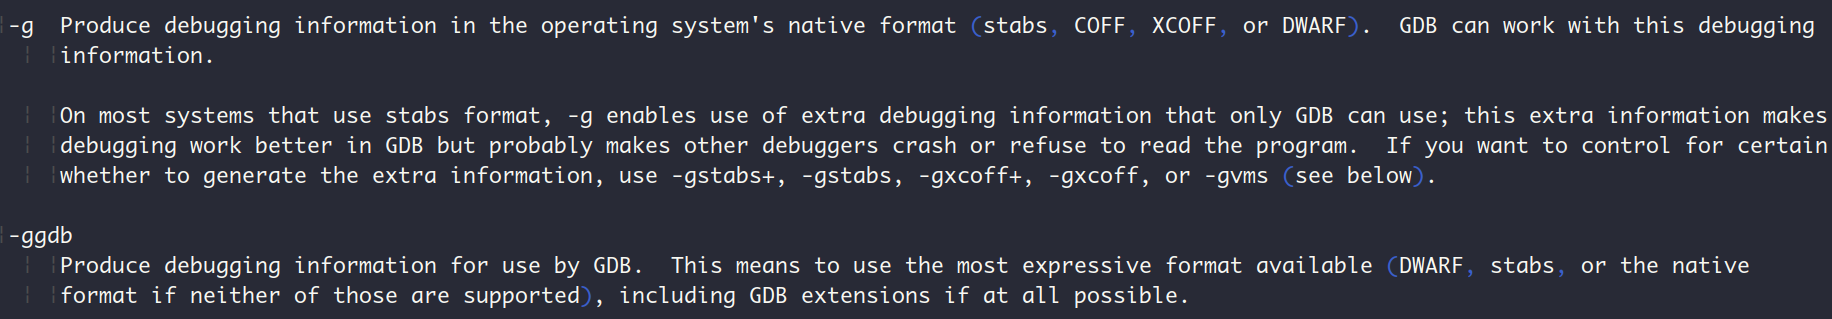 -g  Produce debugging information in the operating system's native format (stabs, COFF, XCOFF, or DWARF).  GDB can work with this debugging
information.
On most systems that use stabs format, -g enables use of extra debugging information that only GDB can use; this extra information makes
debugging work better in GDB but probably makes other debuggers crash or refuse to read the program.  If you want to control for certain
whether to generate the extra information, use -gstabs+, -gstabs, -gxcoff+, -gxcoff, or -gvms (see below).
-ggdb
Produce debugging information for use by GDB.  This means to use the most expressive format available (DWARF, stabs, or the native
format if neither of those are supported), including GDB extensions if at all possible.